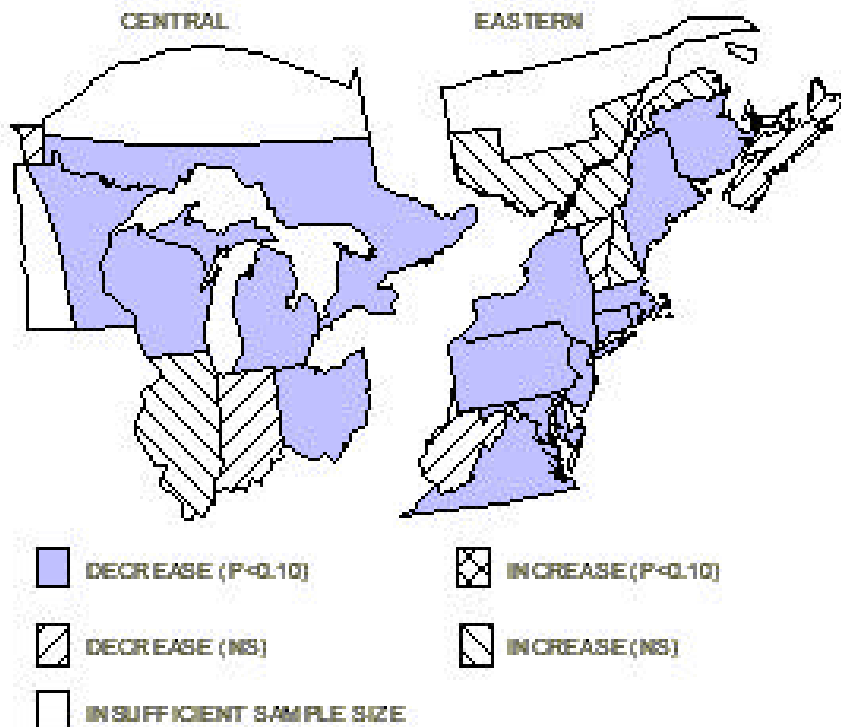 CENTRAL
EASTERN
DECREASE (P<0.10)
INCREASE (P<0.10)
DECREASE (NS)
INCREASE (NS)
INSUFFICIENT SAMPLE SIZE